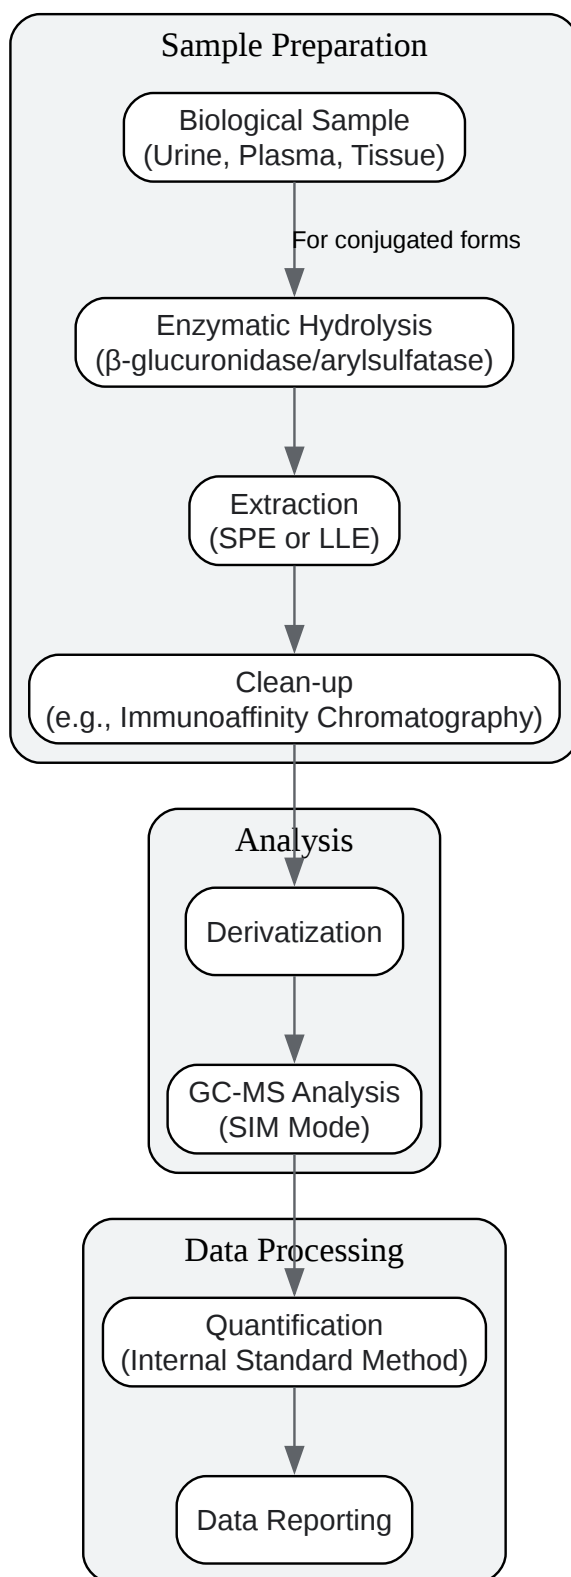 Sample Preparation
Biological Sample
(Urine, Plasma, Tissue)
For conjugated forms
Enzymatic Hydrolysis
(β-glucuronidase/arylsulfatase)
Extraction
(SPE or LLE)
Clean-up
(e.g., Immunoaffinity Chromatography)
Analysis
Derivatization
GC-MS Analysis
(SIM Mode)
Data Processing
Quantification
(Internal Standard Method)
Data Reporting